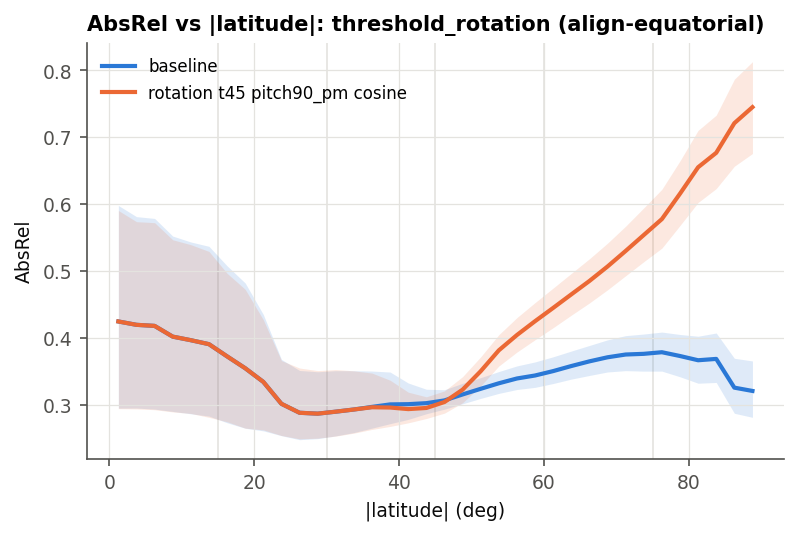 AbsRel vs |latitude|: threshold_rotation (align-equatorial)
baseline
rotation t45 pitch90_pm cosine
AbsRel
0.8
0.7
0.6
0.5
0.4
0.3
0 20 40 60 80
|latitude| (deg)